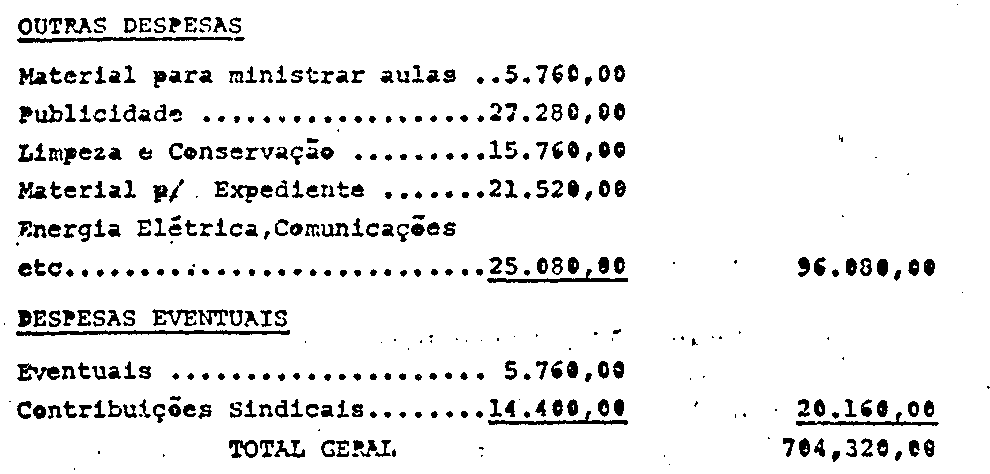 OUTRAS DESPESAS
Material para ministrar aulas ..5.760,00
Publicidade ...................27.280,00
Limpeza e Conservação .........15.760,00
Material p/ Expediente .......21.520,00
Energia Elétrica,Comunicações
etc............................25.080,00 96.080,00
DESPESAS EVENTUAIS
Eventuais ..................... 5.760,00
Contribuições Sindicais........14.400,00 20.160,00
TOTAL GERAL 704,320,00